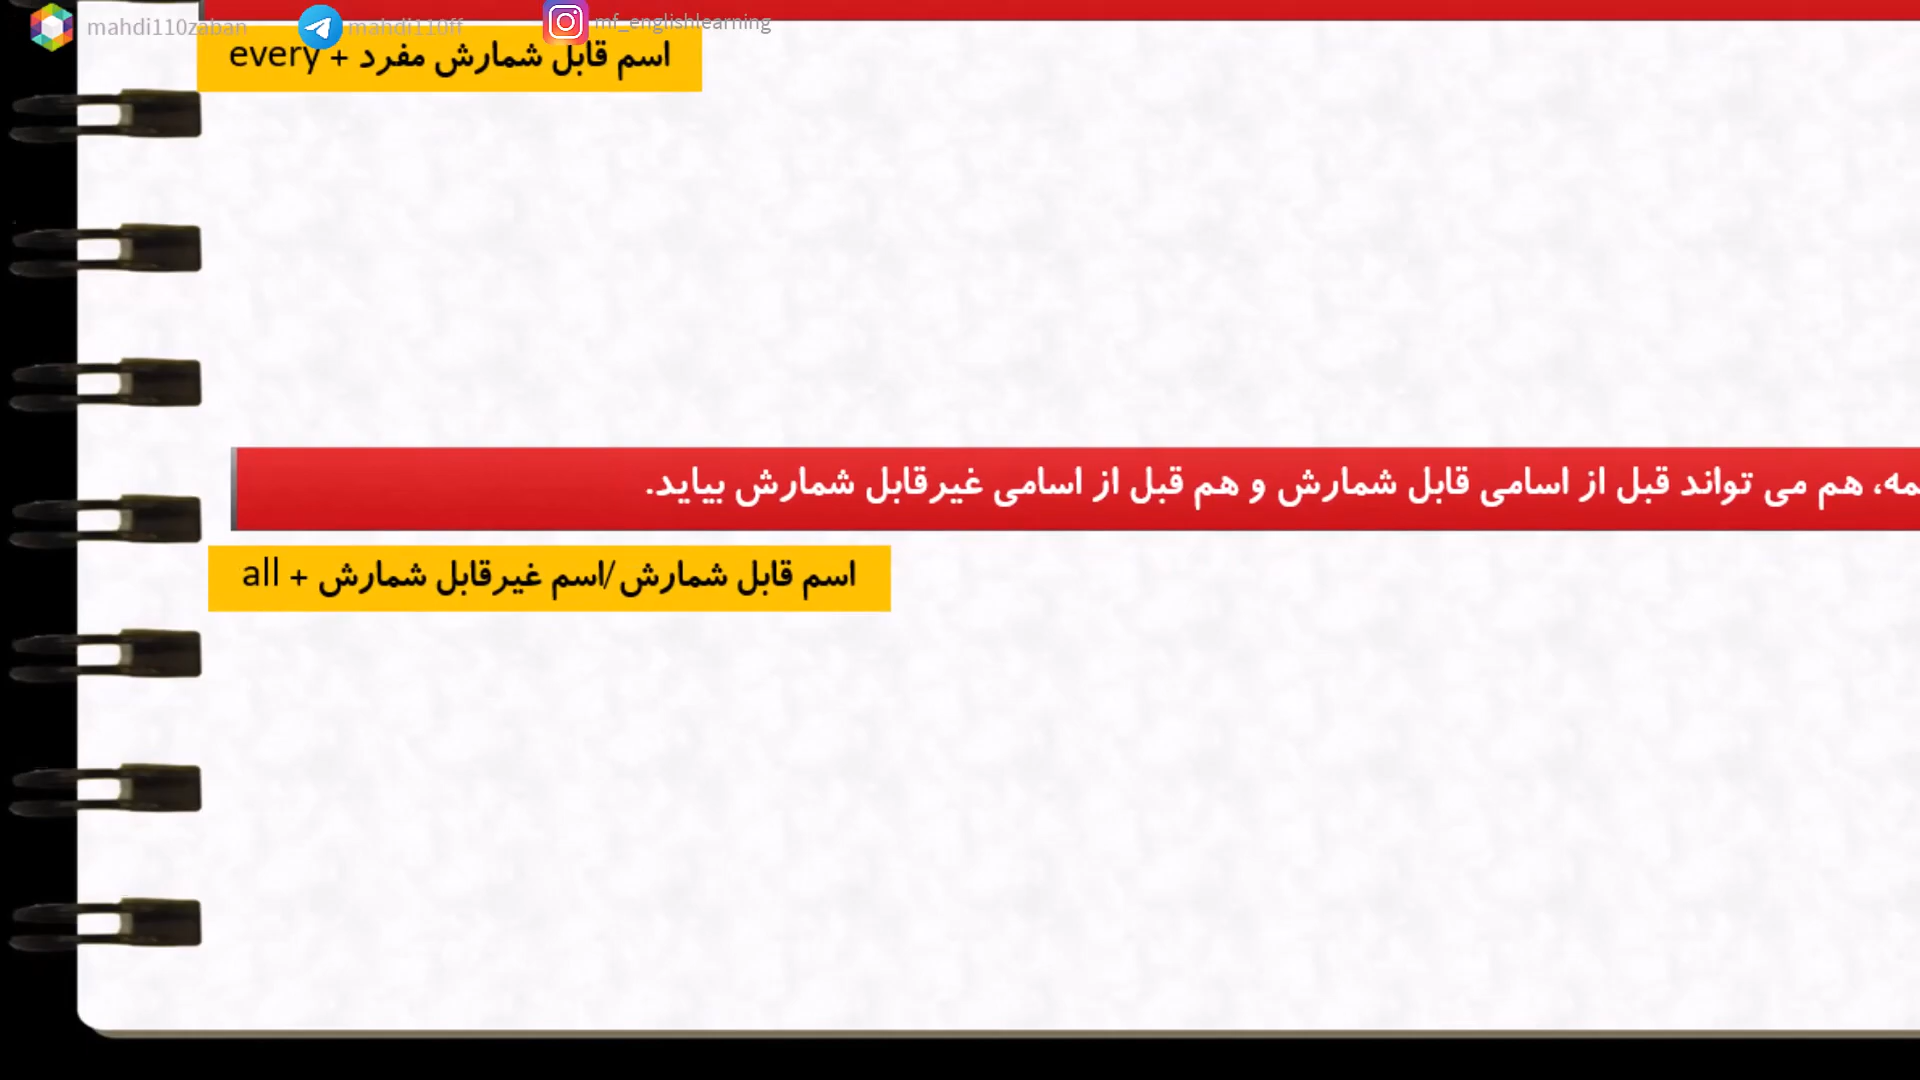 mahdi110zaban
mahdi110ff
mf_englishlearning
every + اسم قابل شمارش مفرد
هم می تواند قبل از اسامی قابل شمارش و هم قبل از اسامی غیرقابل شمارش بیاید.
all + اسم قابل شمارش/اسم غیرقابل شمارش